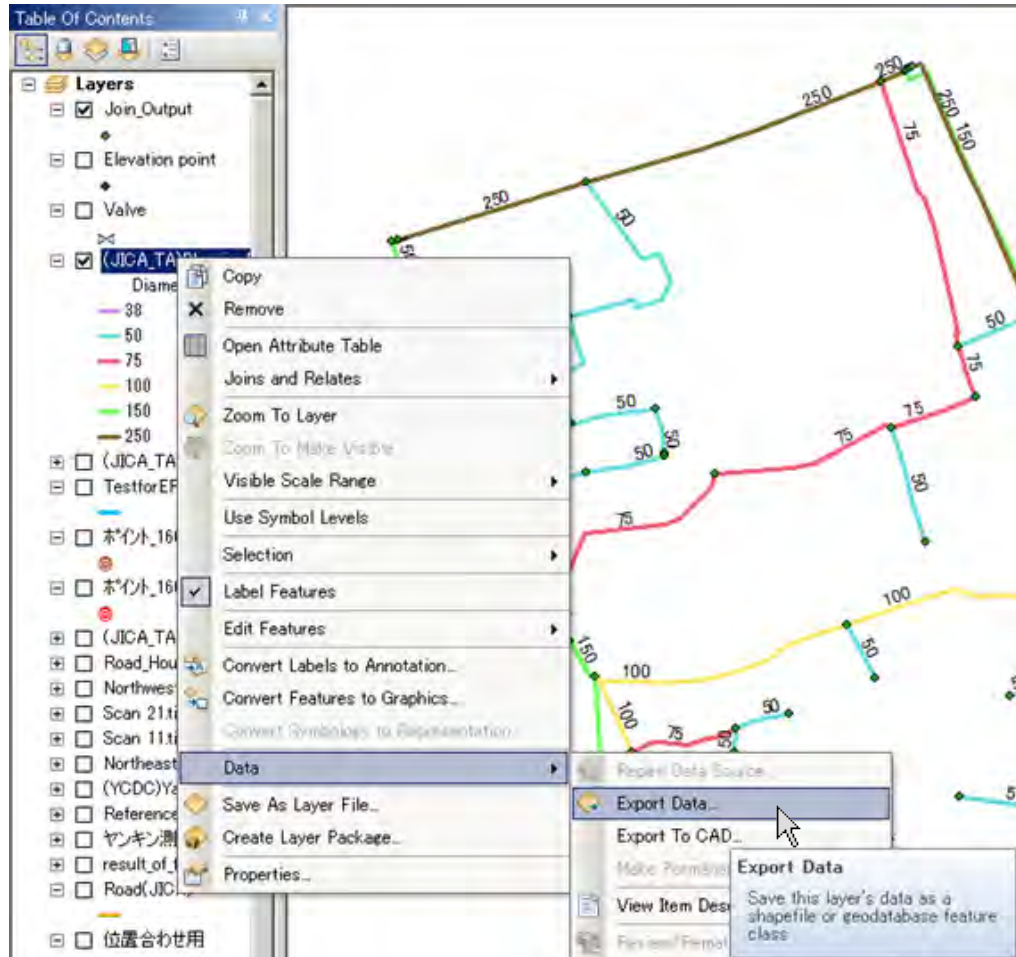 Table Of Contents
Layers
Join_Output
Elevation point
Valve
(JICA_TA)
Diame
38
50
75
100
150
250
(JICA_TA
TestforEF
ポイント_16
ポイント_16
(JICA_TA
Road_Hou
Northwes
Scan 21.ti
Scan 11.ti
Northeast
(YCDC)Ya
Reference
ヤンキン測
result_of_
Road(JIC
位置合わせ用
Copy
Remove
Open Attribute Table
Joins and Relates
Zoom To Layer
Zoom To Make Visible
Visible Scale Range
Use Symbol Levels
Selection
Label Features
Edit Features
Convert Labels to Annotation...
Convert Features to Graphics...
Convert Symbology to Representation...
Data
Save As Layer File...
Create Layer Package...
Properties...
Repair Data Source...
Export Data...
Export To CAD...
Make Permane
View Item Des
Export Data
Save this layer's data as a
shapefile or geodatabase feature
class
250
250
250
250
150
75
50
50
75
75
75
50
50
50
50
75
100
150
100
100
50
75
50
50